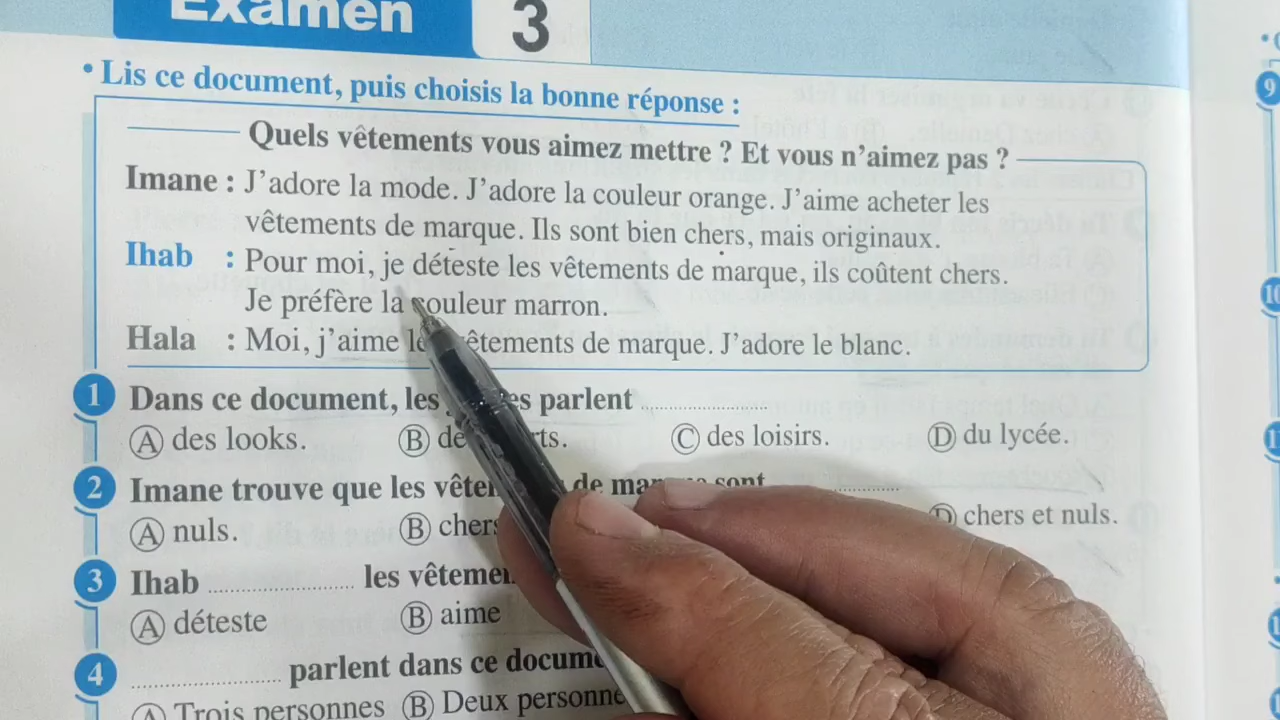 Examen 3
• Lis ce document, puis choisis la bonne réponse :
Quels vêtements vous aimez mettre ? Et vous n'aimez pas ?
Imane : J'adore la mode. J'adore la couleur orange. J'aime acheter les
vêtements de marque. Ils sont bien chers, mais originaux.
Ihab : Pour moi, je déteste les vêtements de marque, ils coûtent chers.
Je préfère la couleur marron.
Hala : Moi, j'aime les vêtements de marque. J'adore le blanc.
1 Dans ce document, les parlent ....................
A des looks. B C des loisirs. D du lycée.
2 Imane trouve que les de marque sont ....................
A nuls. B chers D chers et nuls.
3 Ihab .................... les
A déteste B aime
4 .................... parlent dans ce
A Trois personnes B Deux
9
10